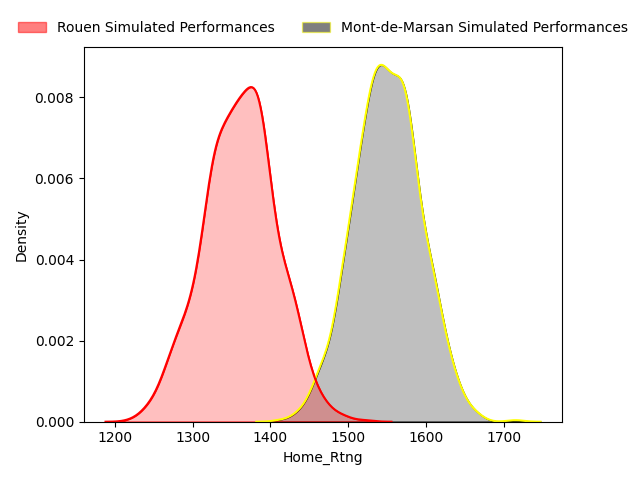 Rouen Simulated Performances Mont-de-Marsan Simulated Performances
0.008
0.006
0.004
0.002
0.000
Density
1200 1300 1400 1500 1600 1700
Home_Rtng